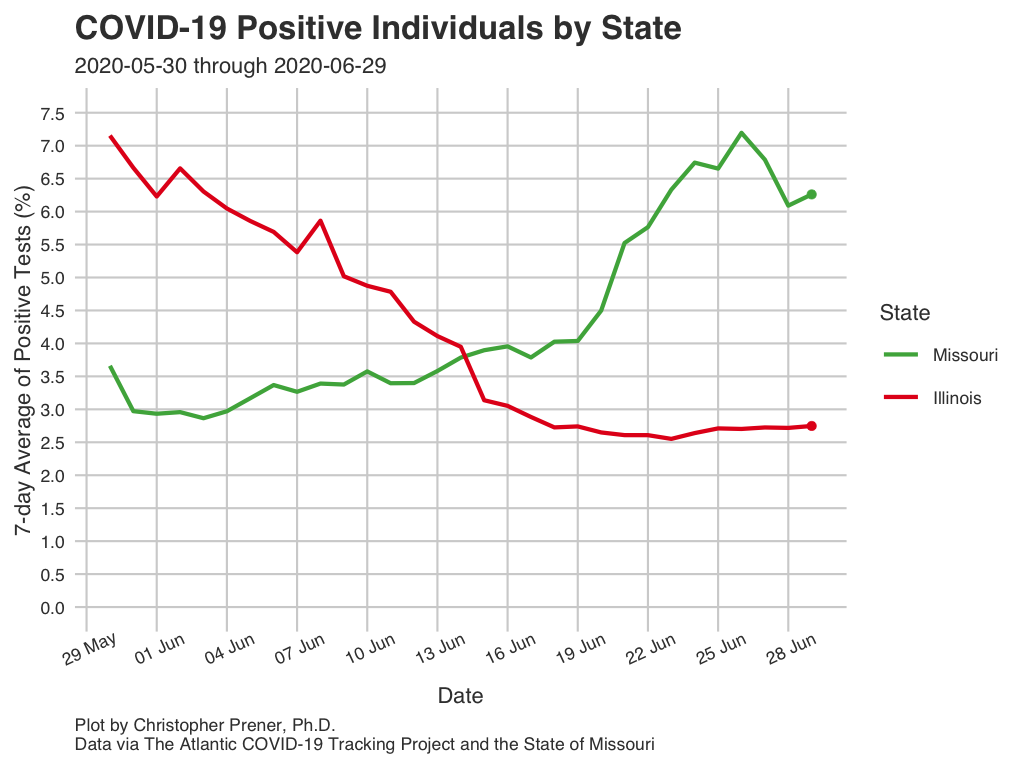 COVID-19 Positive Individuals by State
2020-05-30 through 2020-06-29
7-day Average of Positive Tests (%)
7.5
7.0
6.5
6.0
5.5
5.0
4.5
4.0
3.5
3.0
2.5
2.0
1.5
1.0
0.5
0.0
29 May
01 Jun
04 Jun
07 Jun
10 Jun
13 Jun
16 Jun
19 Jun
22 Jun
25 Jun
28 Jun
Date
State
Missouri
Illinois
Plot by Christopher Prener, Ph.D.
Data via The Atlantic COVID-19 Tracking Project and the State of Missouri